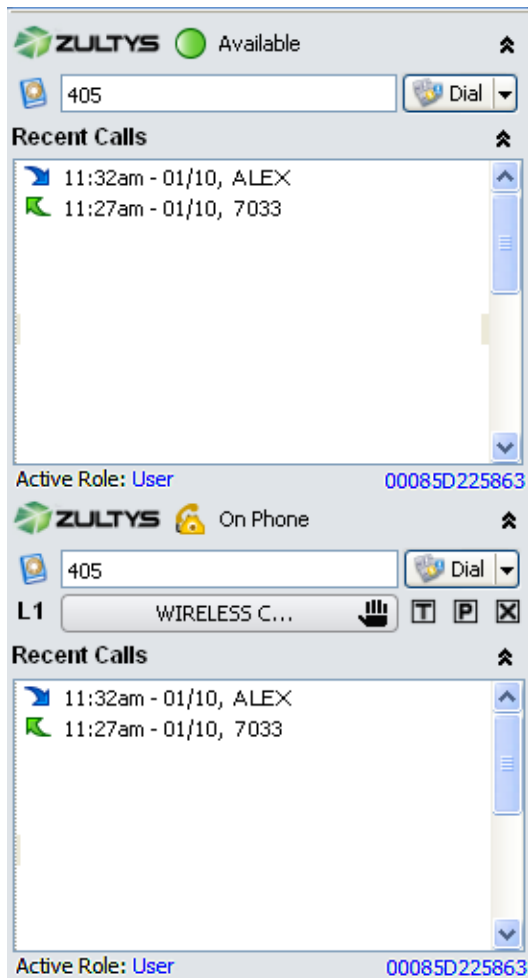 ZULTYS Available
405 Dial
Recent Calls
11:32am - 01/10, ALEX
11:27am - 01/10, 7033
Active Role: User 00085D225863
ZULTYS On Phone
405 Dial
L1 WIRELESS C... T P X
Recent Calls
11:32am - 01/10, ALEX
11:27am - 01/10, 7033
Active Role: User 00085D225863